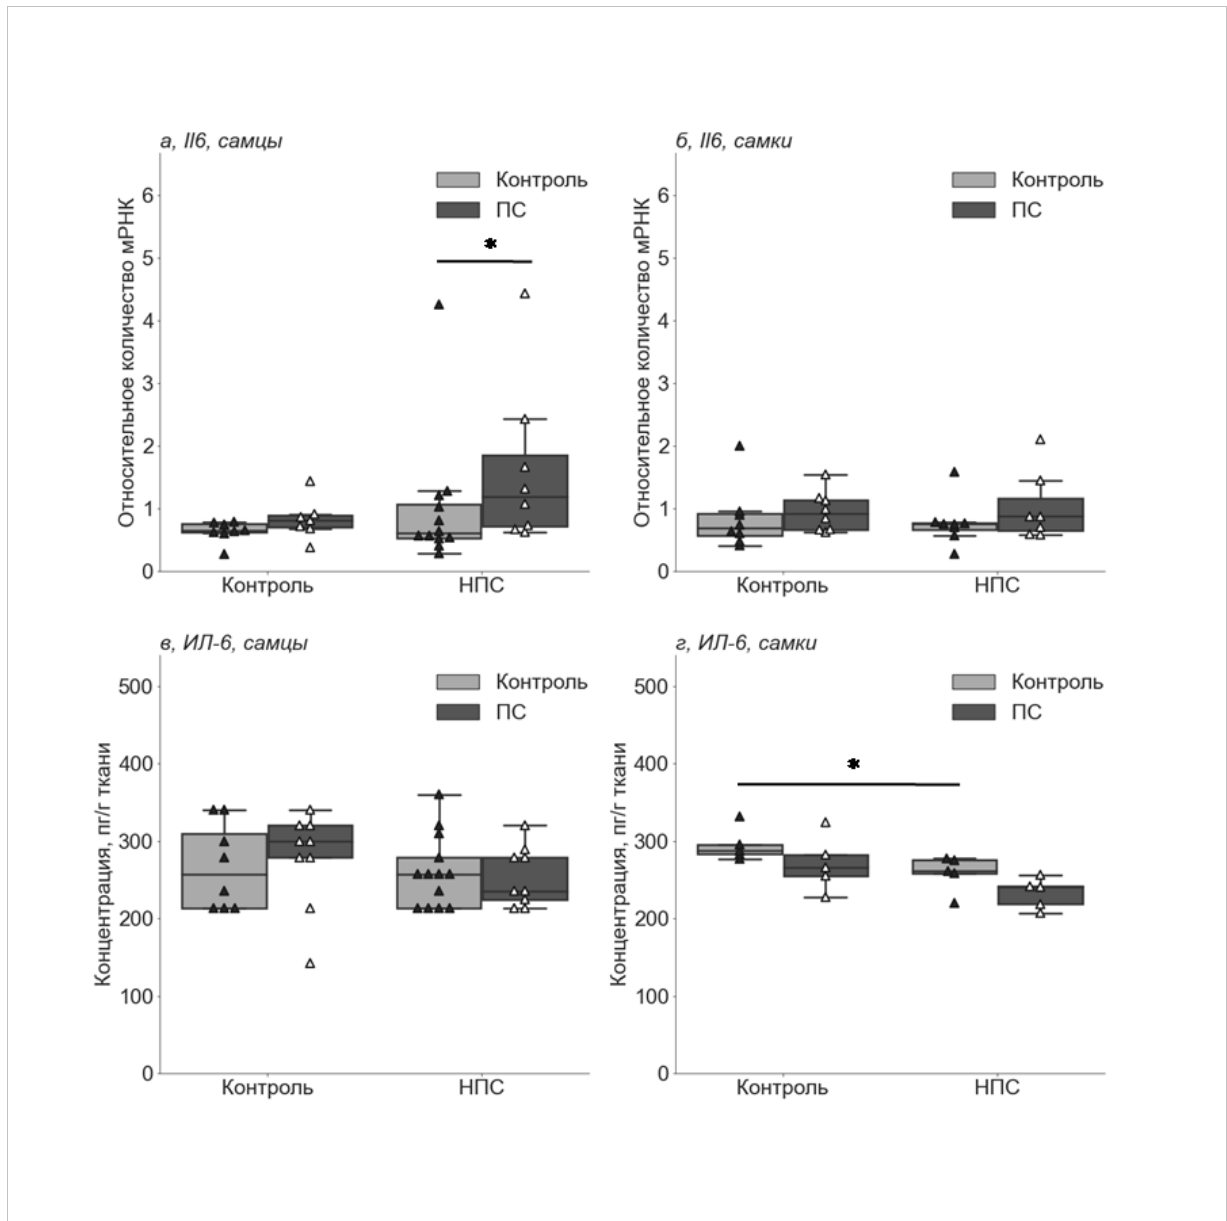 а, Il6, самцы
Контроль
ПС
*
Относительное количество мРНК
6
5
4
3
2
1
0
Контроль
НПС
б, Il6, самки
Контроль
ПС
Относительное количество мРНК
6
5
4
3
2
1
0
Контроль
НПС
в, ИЛ-6, самцы
Контроль
ПС
Концентрация, пг/г ткани
500
400
300
200
100
0
Контроль
НПС
г, ИЛ-6, самки
Контроль
ПС
*
Концентрация, пг/г ткани
500
400
300
200
100
0
Контроль
НПС